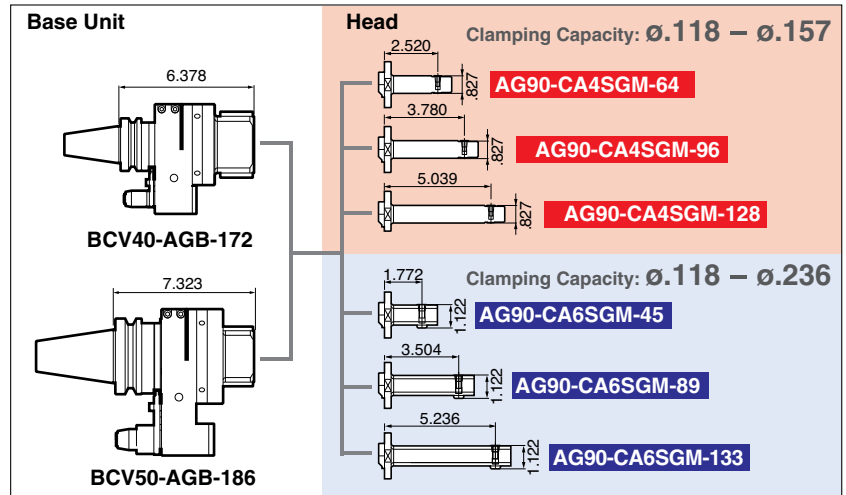 Base Unit
6.378
BCV40-AGB-172
7.323
BCV50-AGB-186
Head
Clamping Capacity: ø.118 – ø.157
2.520
.827
AG90-CA4SGM-64
3.780
.827
AG90-CA4SGM-96
5.039
.827
AG90-CA4SGM-128
Clamping Capacity: ø.118 – ø.236
1.772
1.122
AG90-CA6SGM-45
3.504
1.122
AG90-CA6SGM-89
5.236
1.122
AG90-CA6SGM-133